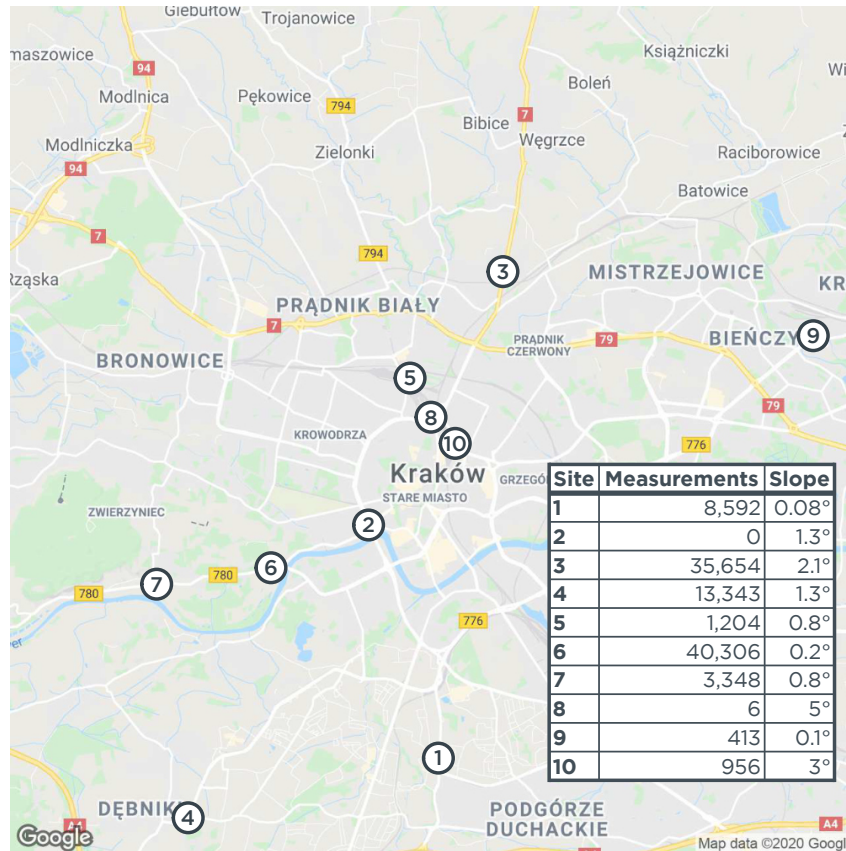 Giebułtów
Trojanowice
maszowice
Książniczki
94
Wi
Modlnica
Pękowice
794
Boleń
7
Bibice
Węgrzce
Modlniczka
Zielonki
Raciborowice
94
Batowice
7
794
Rząska
3
MISTRZEJOWICE
KR
PRĄDNIK BIAŁY
7
PRĄDNIK
CZERWONY
79
BIEŃCZY
9
BRONOWICE
5
79
8
KROWODRZA
10
776
Kraków
STARE MIASTO
GRZEGÓ
ZWIERZYNIEC
2
6
780
7
780
776
1
DĘBNIKI
4
PODGÓRZE
DUCHACKIE
A4
A4
Google
Map data ©2020 Googl
Site Measurements Slope
1 8,592 0.08°
2 0 1.3°
3 35,654 2.1°
4 13,343 1.3°
5 1,204 0.8°
6 40,306 0.2°
7 3,348 0.8°
8 6 5°
9 413 0.1°
10 956 3°